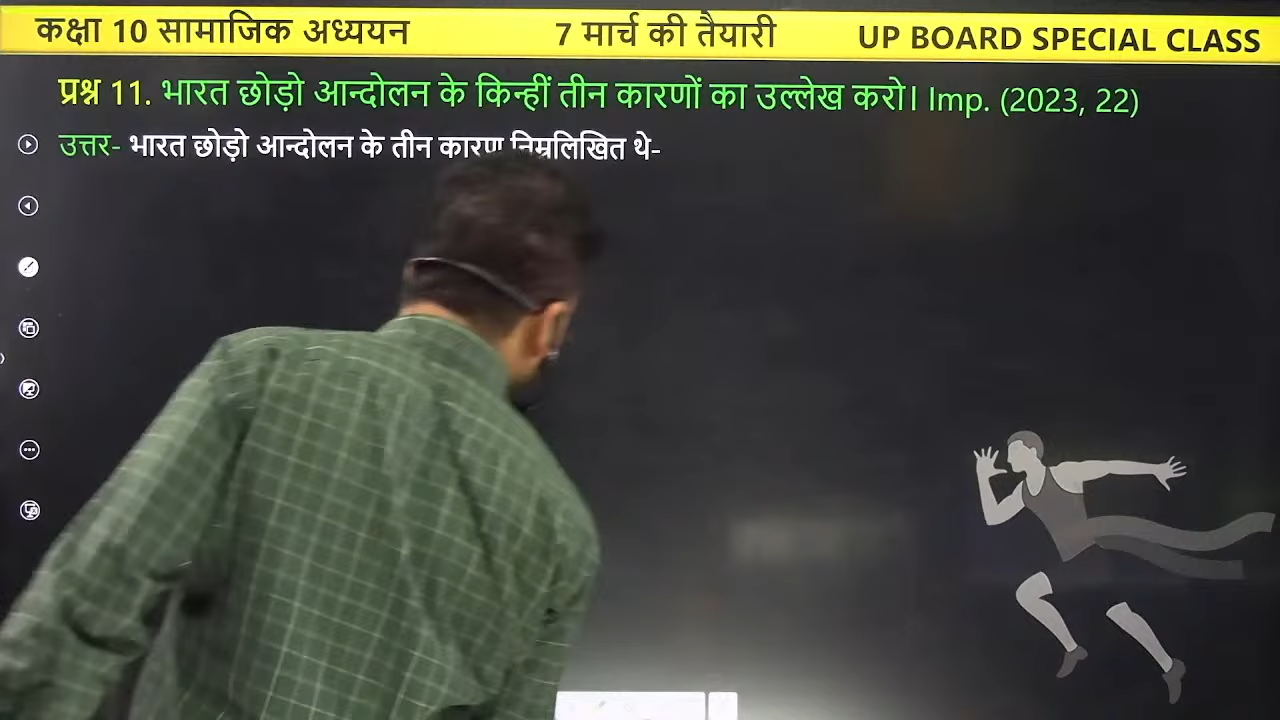 कक्षा 10 सामाजिक अध्ययन 7 मार्च की तैयारी UP BOARD SPECIAL CLASS
प्रश्न 11. भारत छोड़ो आन्दोलन के किन्हीं तीन कारणों का उल्लेख करो। Imp. (2023, 22)
उत्तर- भारत छोड़ो आन्दोलन के तीन कारण निम्नलिखित थे-